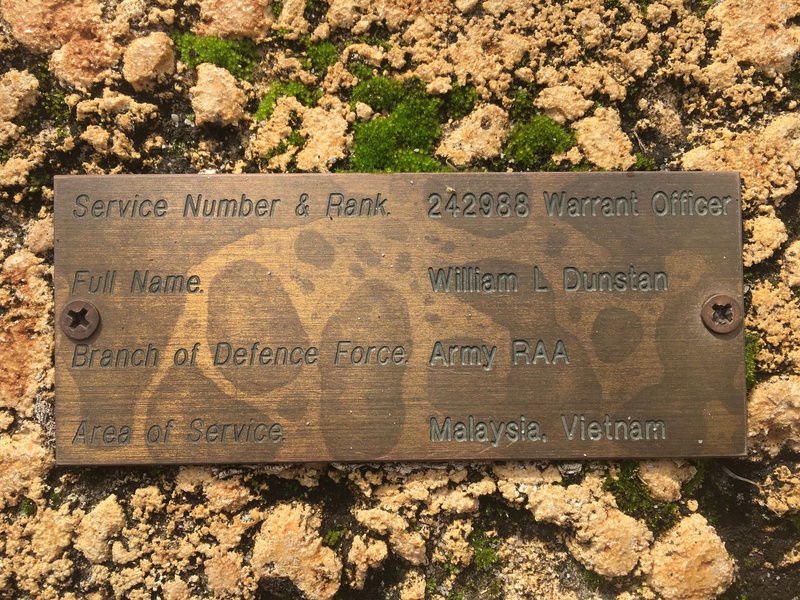 Service Number & Rank. 242988 Warrant Officer
Full Name. William L Dunstan
Branch of Defence Force. Army RAA
Area of Service. Malaysia, Vietnam